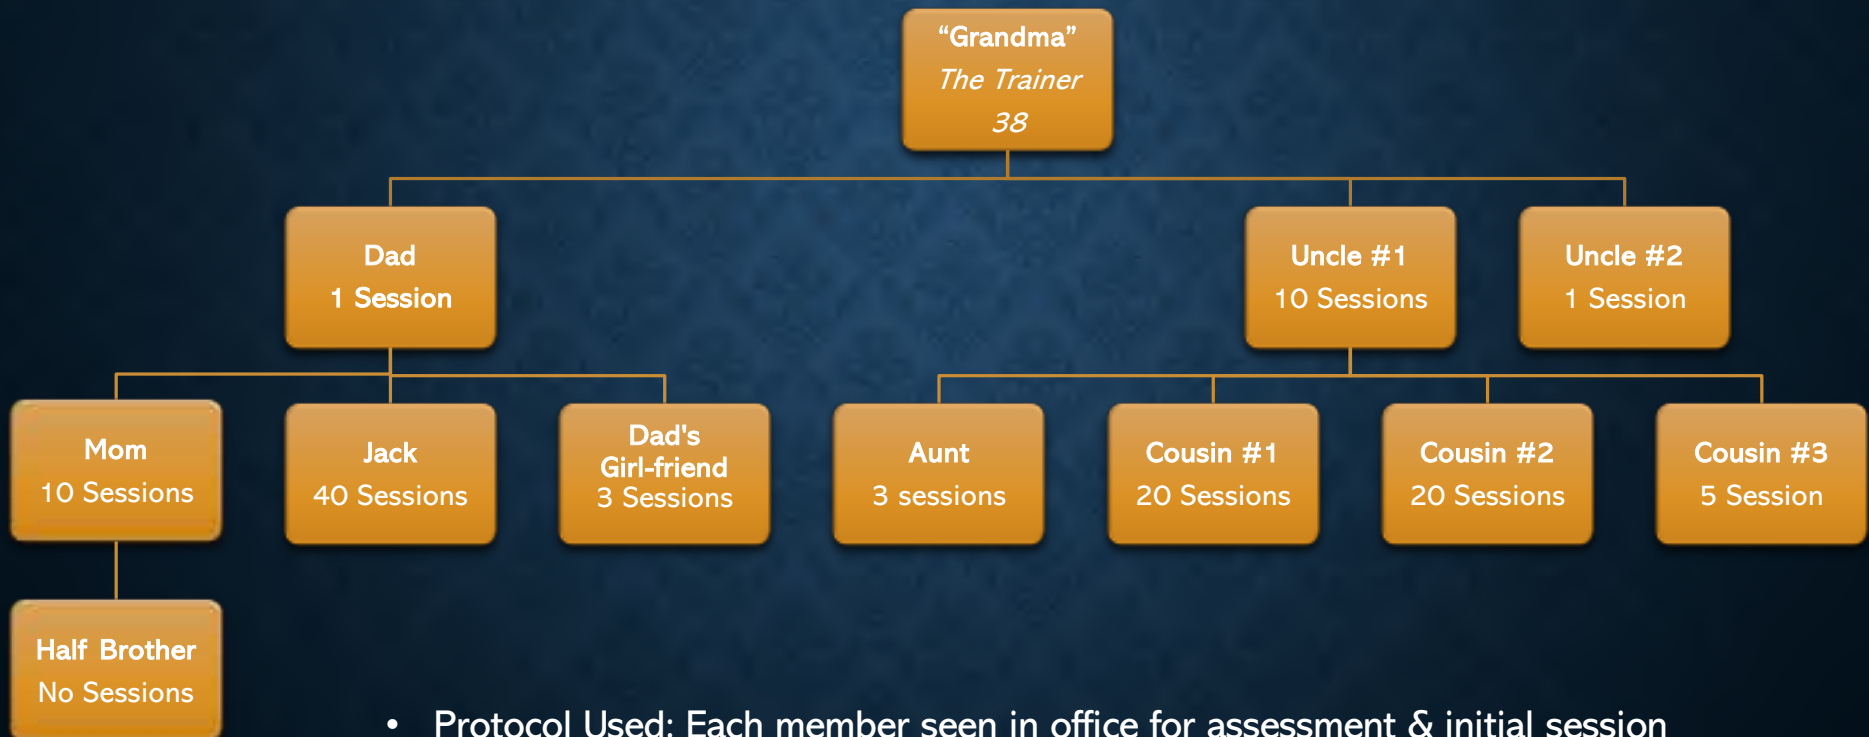 “Grandma”
The Trainer
38
Dad
1 Session
Uncle #1
10 Sessions
Uncle #2
1 Session
Mom
10 Sessions
Jack
40 Sessions
Dad's
Girl-friend
3 Sessions
Aunt
3 sessions
Cousin #1
20 Sessions
Cousin #2
20 Sessions
Cousin #3
5 Session
Half Brother
No Sessions
• Protocol Used: Each member seen in office for assessment & initial session